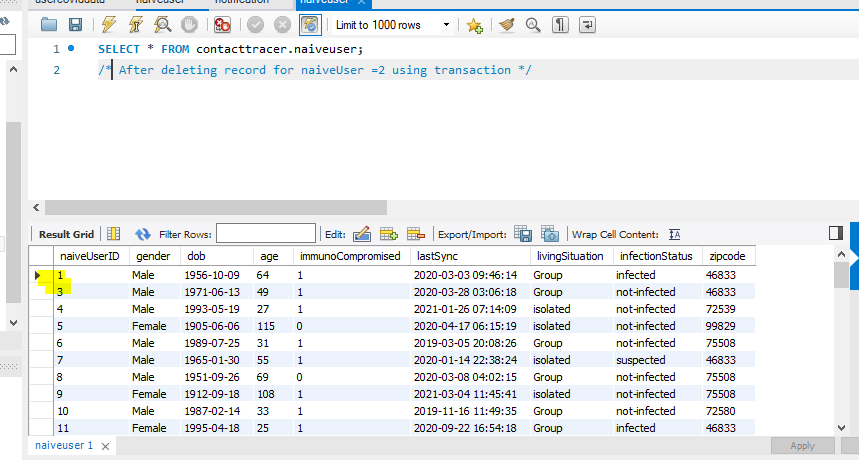 naiveuser
notification
naiveuser ×
Limit to 1000 rows
1 SELECT * FROM contacttracer.naiveuser;
2 /* After deleting record for naiveUser =2 using transaction */
Result Grid Filter Rows: Edit: Export/Import: Wrap Cell Content:
naiveUserID gender dob age immunoCompromised lastSync livingSituation infectionStatus zipcode
1 Male 1956-10-09 64 1 2020-03-03 09:46:14 Group infected 46833
3 Male 1971-06-13 49 1 2020-03-28 03:06:18 Group not-infected 46833
4 Male 1993-05-19 27 1 2021-01-26 07:14:09 isolated not-infected 72539
5 Female 1905-06-06 115 0 2020-04-17 06:15:19 isolated not-infected 99829
6 Male 1989-07-25 31 1 2019-03-05 20:08:26 Group not-infected 75508
7 Male 1965-01-30 55 1 2020-01-14 22:38:24 isolated suspected 46833
8 Male 1951-09-26 69 0 2020-03-08 04:02:15 Group not-infected 75508
9 Female 1912-09-18 108 1 2021-03-04 11:45:41 isolated not-infected 75508
10 Male 1987-02-14 33 1 2019-11-16 11:49:35 Group not-infected 72580
11 Female 1995-04-18 25 1 2020-09-22 16:54:18 Group infected 46833
naiveuser 1 × Apply